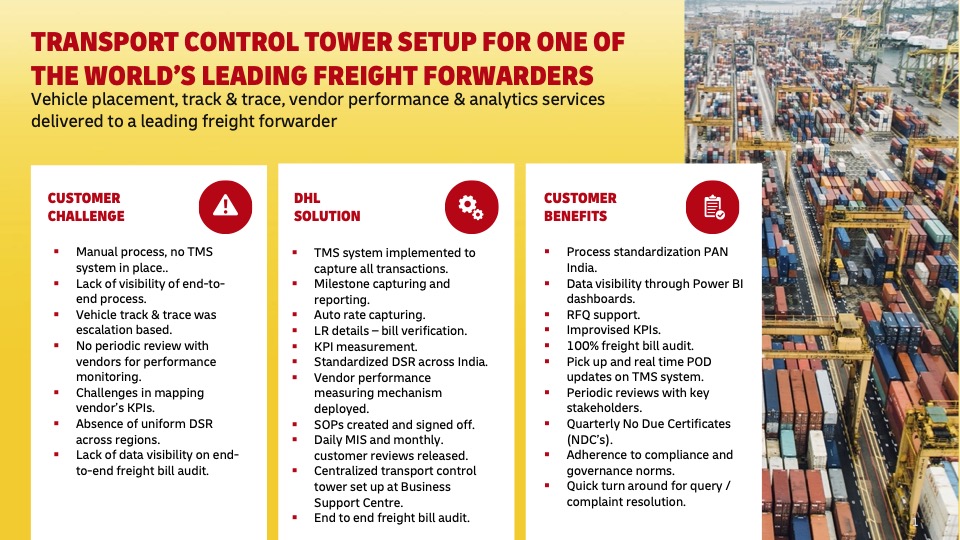 TRANSPORT CONTROL TOWER SETUP FOR ONE OF
THE WORLD'S LEADING FREIGHT FORWARDERS
Vehicle placement, track & trace, vendor performance & analytics services
delivered to a leading freight forwarder
CUSTOMER
CHALLENGE
▪ Manual process, no TMS
system in place..
▪ Lack of visibility of end-to-
end process.
▪ Vehicle track & trace was
escalation based.
▪ No periodic review with
vendors for performance
monitoring.
▪ Challenges in mapping
vendor's KPIs.
▪ Absence of uniform DSR
across regions.
▪ Lack of data visibility on end-
to-end freight bill audit.
DHL
SOLUTION
▪ TMS system implemented to
capture all transactions.
▪ Milestone capturing and
reporting.
▪ Auto rate capturing.
▪ LR details – bill verification.
▪ KPI measurement.
▪ Standardized DSR across India.
▪ Vendor performance
measuring mechanism
deployed.
▪ SOPs created and signed off.
▪ Daily MIS and monthly.
customer reviews released.
▪ Centralized transport control
tower set up at Business
Support Centre.
▪ End to end freight bill audit.
CUSTOMER
BENEFITS
▪ Process standardization PAN
India.
▪ Data visibility through Power BI
dashboards.
▪ RFQ support.
▪ Improvised KPIs.
▪ 100% freight bill audit.
▪ Pick up and real time POD
updates on TMS system.
▪ Periodic reviews with key
stakeholders.
▪ Quarterly No Due Certificates
(NDC's).
▪ Adherence to compliance and
governance norms.
▪ Quick turn around for query /
complaint resolution.
1